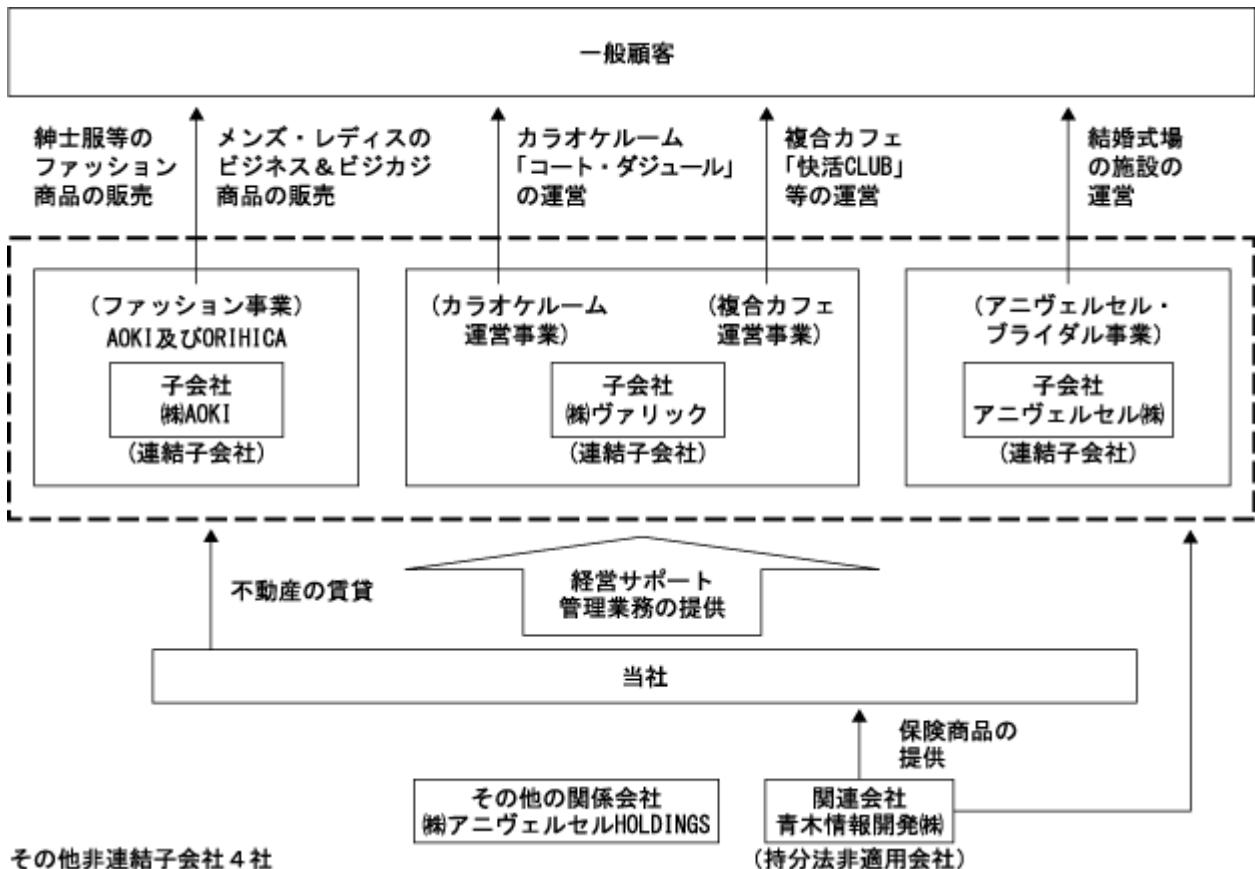 一般顧客
紳士服等の
ファッション
商品の販売
メンズ・レディスの
ビジネス＆ビジカジ
商品の販売
カラオケルーム
「コート・ダジュール」
の運営
複合カフェ
「快活CLUB」
等の運営
結婚式場
の施設の
運営
(ファッション事業)
AOKI及びORIHICA
子会社
㈱AOKI
(連結子会社)
(カラオケルーム
運営事業)
(複合カフェ
運営事業)
子会社
㈱ヴァリック
(連結子会社)
(アニヴェルセル・
ブライダル事業)
子会社
アニヴェルセル㈱
(連結子会社)
不動産の賃貸
経営サポート
管理業務の提供
当社
保険商品の
提供
その他の関係会社
㈱アニヴェルセルHOLDINGS
関連会社
青木情報開発㈱
(持分法非適用会社)
その他非連結子会社４社